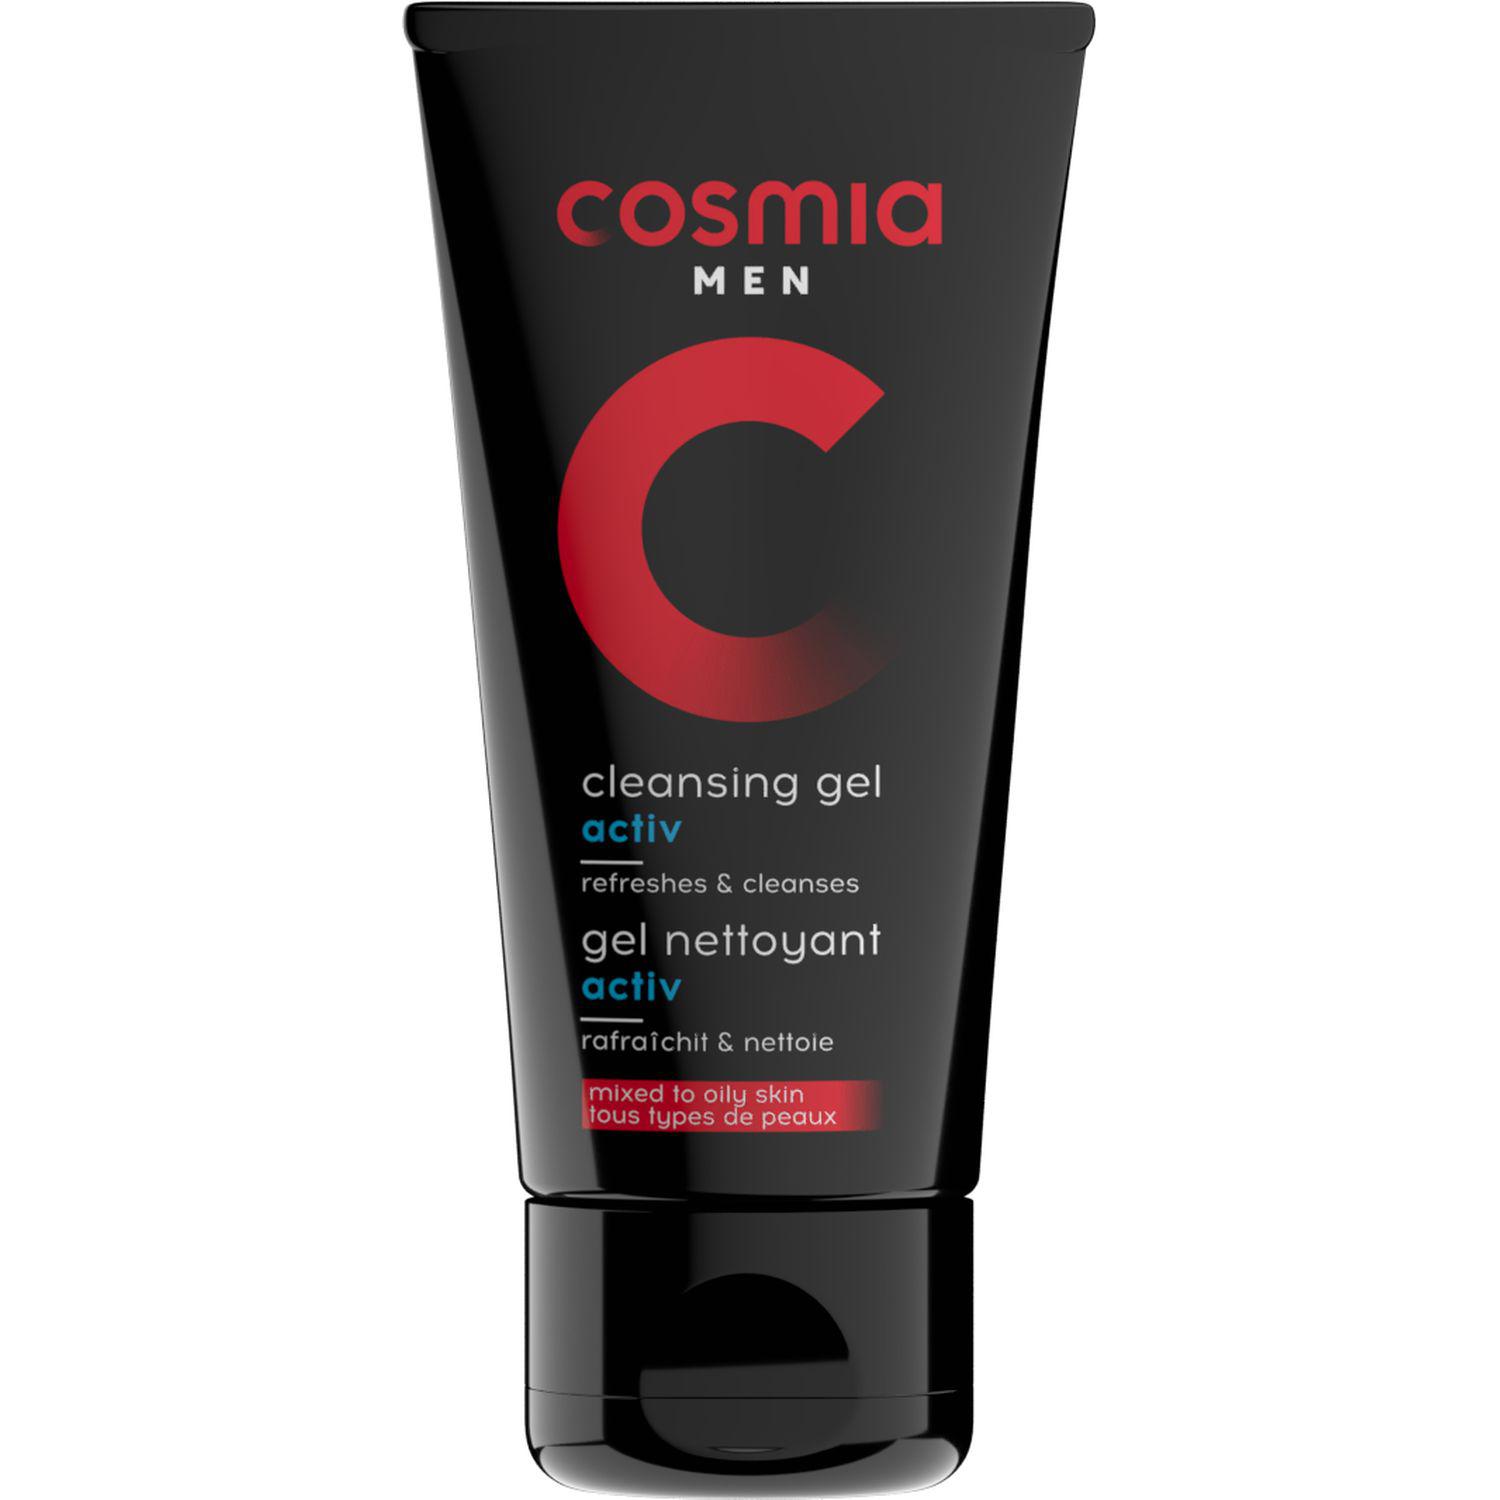 cosmia
MEN
C
cleansing gel
activ
refreshes & cleanses
gel nettoyant
activ
rafraîchit & nettoie
mixed to oily skin
tous types de peaux